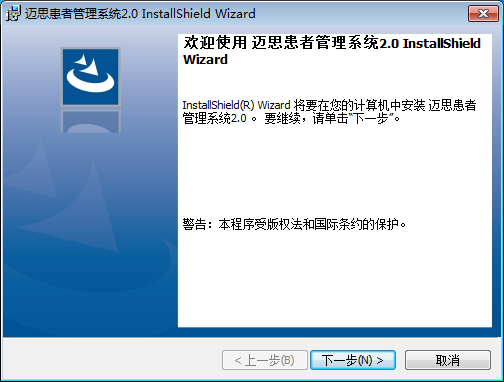 迈思患者管理系统2.0 InstallShield Wizard
欢迎使用 迈思患者管理系统2.0 InstallShield
Wizard
InstallShield(R) Wizard 将要在您的计算机中安装 迈思患者
管理系统2.0 。 要继续，请单击“下一步”。
警告：本程序受版权法和国际条约的保护。
< 上一步(B)
下一步(N) >
取消